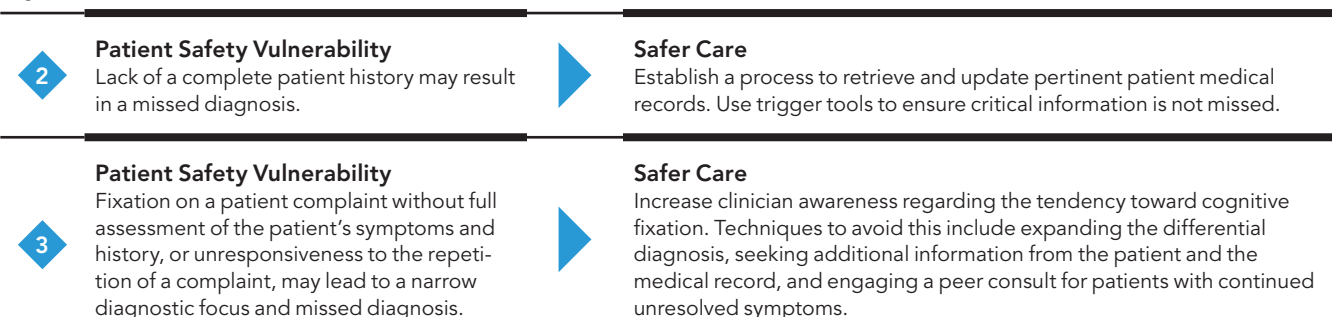 2
Patient Safety Vulnerability
Lack of a complete patient history may result
in a missed diagnosis.
Safer Care
Establish a process to retrieve and update pertinent patient medical
records. Use trigger tools to ensure critical information is not missed.
3
Patient Safety Vulnerability
Fixation on a patient complaint without full
assessment of the patient's symptoms and
history, or unresponsiveness to the repeti-
tion of a complaint, may lead to a narrow
diagnostic focus and missed diagnosis.
Safer Care
Increase clinician awareness regarding the tendency toward cognitive
fixation. Techniques to avoid this include expanding the differential
diagnosis, seeking additional information from the patient and the
medical record, and engaging a peer consult for patients with continued
unresolved symptoms.